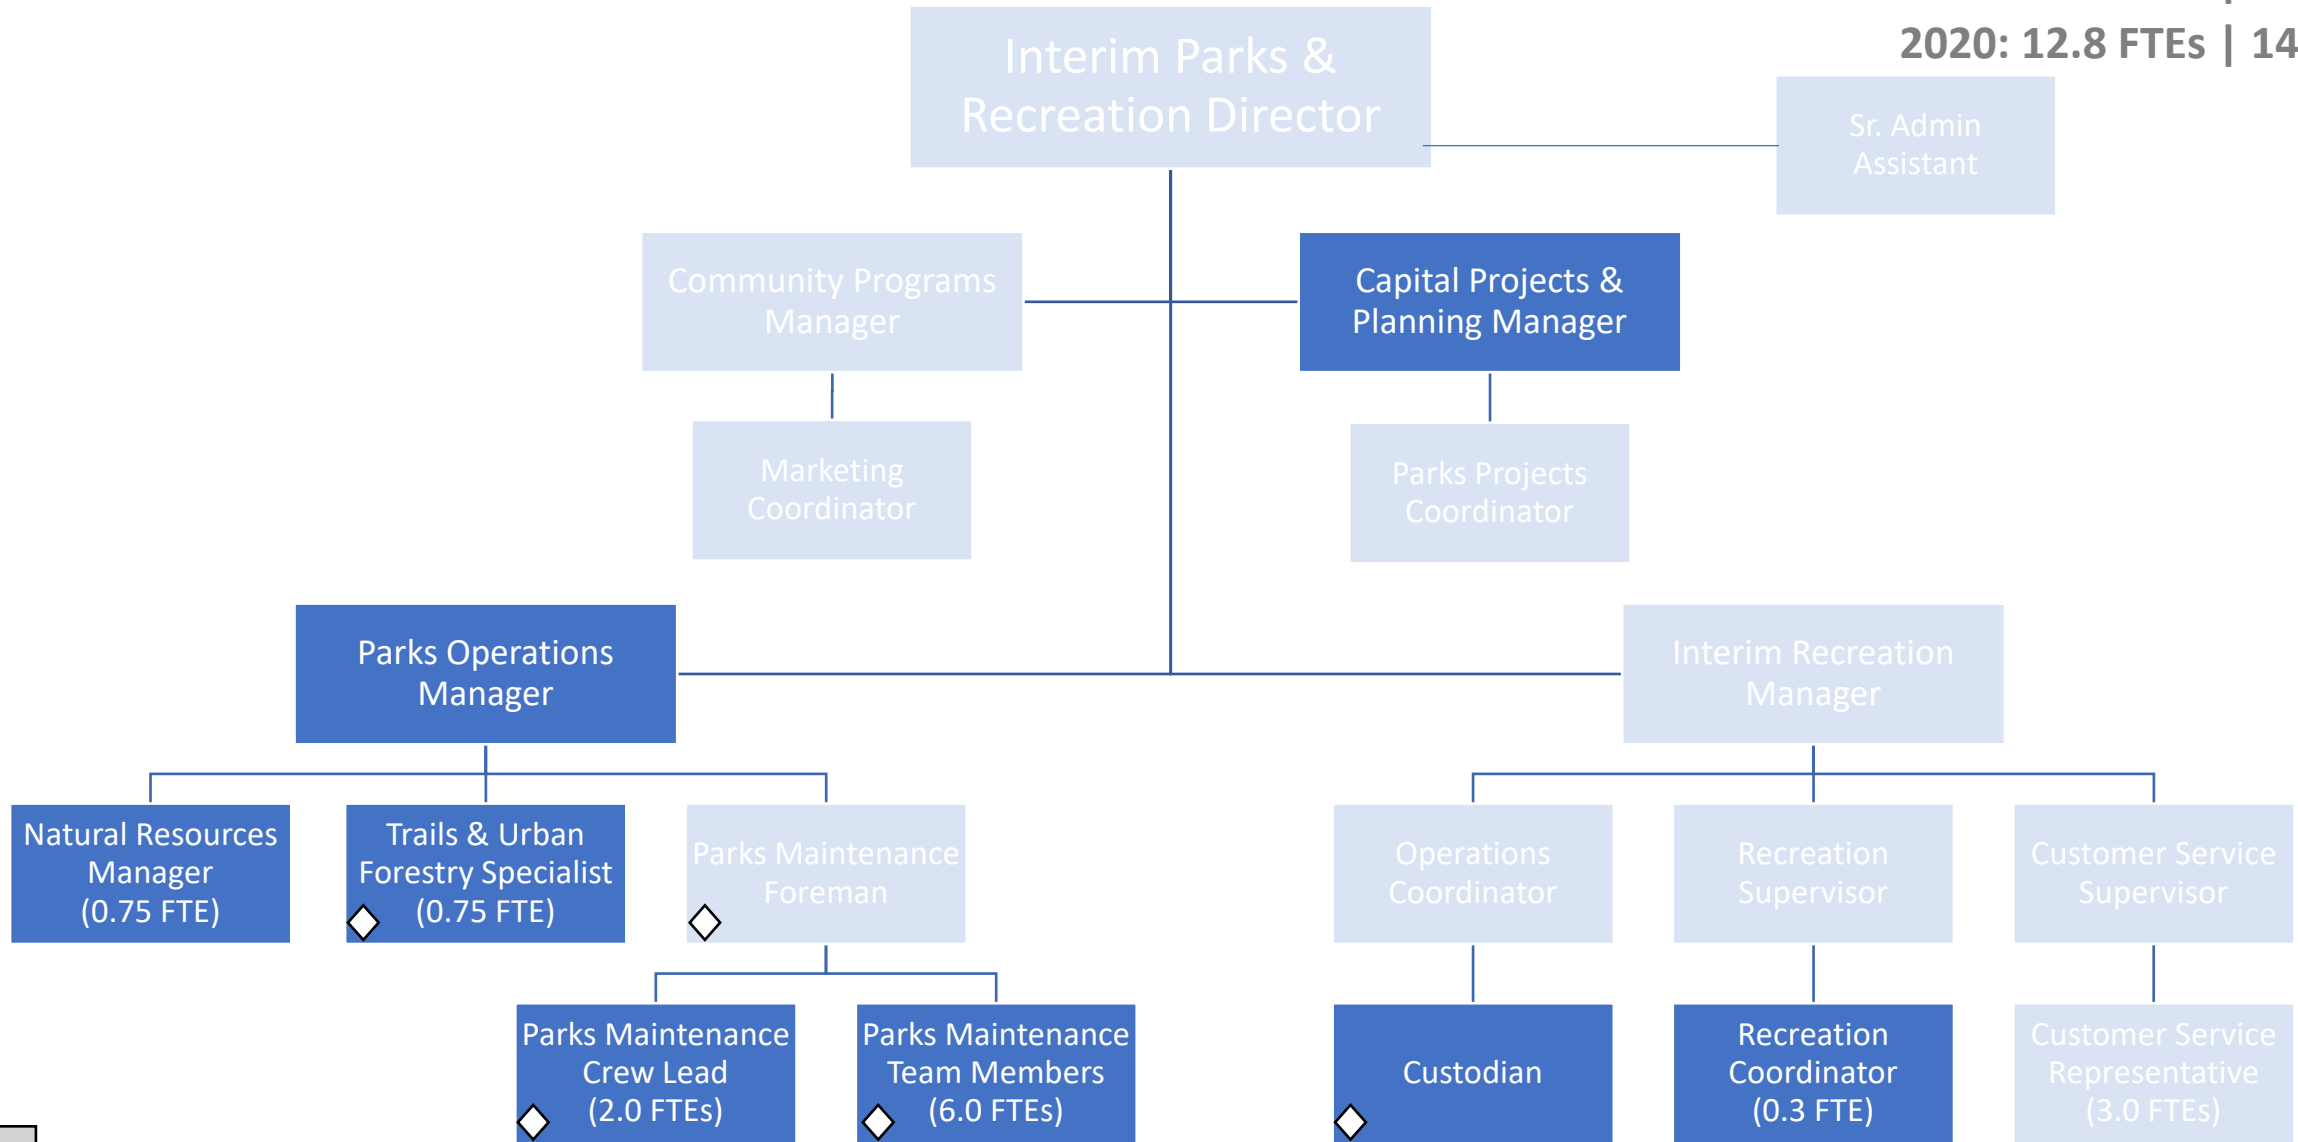 2020: 12.8 FTEs | 14
Interim Parks &
Recreation Director
Sr. Admin
Assistant
Community Programs
Manager
Capital Projects &
Planning Manager
Marketing
Coordinator
Parks Projects
Coordinator
Parks Operations
Manager
Interim Recreation
Manager
Natural Resources
Manager
(0.75 FTE)
Trails & Urban
Forestry Specialist
(0.75 FTE)
Parks Maintenance
Foreman
Operations
Coordinator
Recreation
Supervisor
Customer Service
Supervisor
Parks Maintenance
Crew Lead
(2.0 FTEs)
Parks Maintenance
Team Members
(6.0 FTEs)
Custodian
Recreation
Coordinator
(0.3 FTE)
Customer Service
Representative
(3.0 FTEs)